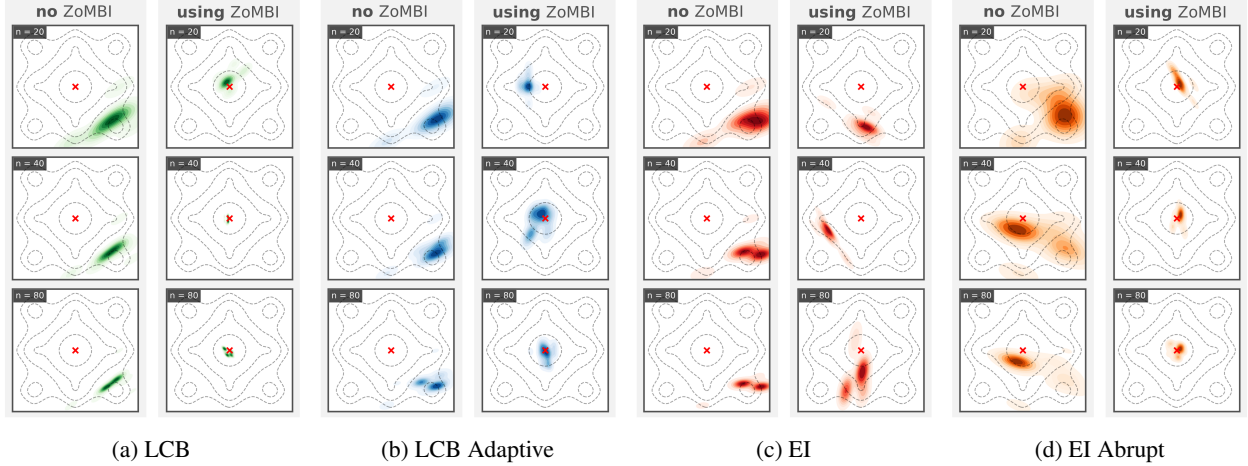 no ZoMBI
using ZoMBI
no ZoMBI
using ZoMBI
no ZoMBI
using ZoMBI
no ZoMBI
using ZoMBI
n = 20
n = 20
n = 20
n = 20
n = 20
n = 20
n = 20
n = 20
n = 40
n = 40
n = 40
n = 40
n = 40
n = 40
n = 40
n = 40
n = 80
n = 80
n = 80
n = 80
n = 80
n = 80
n = 80
n = 80
(a) LCB
(b) LCB Adaptive
(c) EI
(d) EI Abrupt